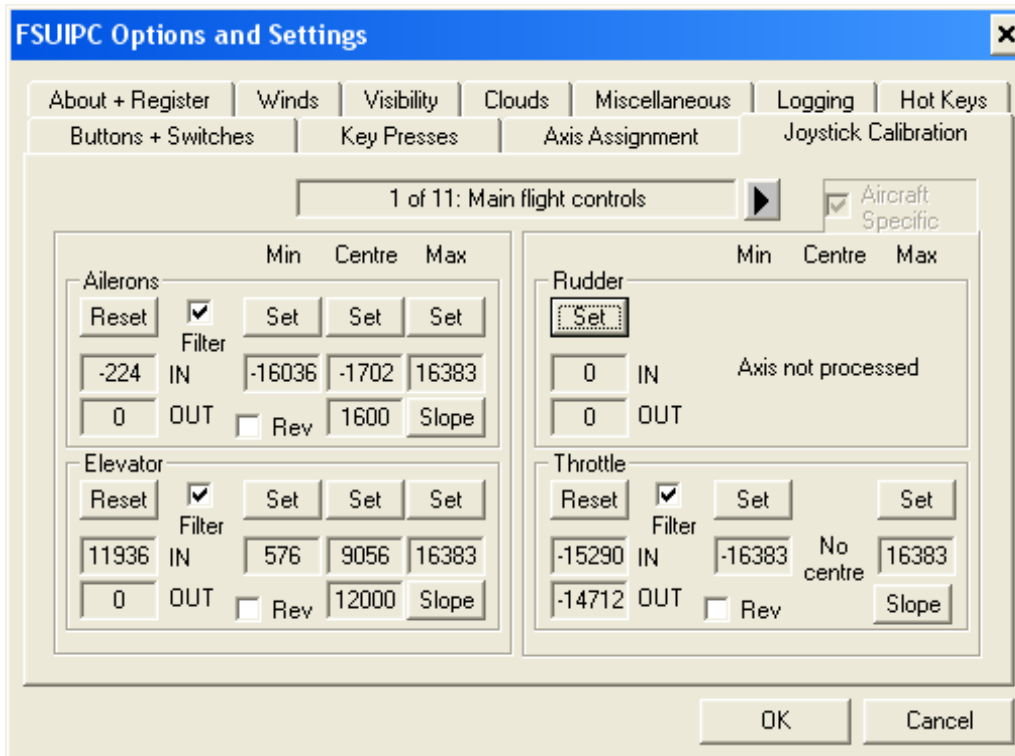 FSUIPC Options and Settings
About + Register Winds Visibility Clouds Miscellaneous Logging Hot Keys
Buttons + Switches Key Presses Axis Assignment Joystick Calibration
1 of 11: Main flight controls
Aircraft
Specific
Min Centre Max
Ailerons
Reset Set Set Set
Filter
-224 IN -16036 -1702 16383
0 OUT Rev 1600 Slope
Elevator
Reset Set Set Set
Filter
11936 IN 576 9056 16383
0 OUT Rev 12000 Slope
Min Centre Max
Rudder
Set
0 IN Axis not processed
0 OUT
Throttle
Reset Set Set
Filter
-15290 IN -16383 No
centre 16383
-14712 OUT Rev Slope
OK Cancel